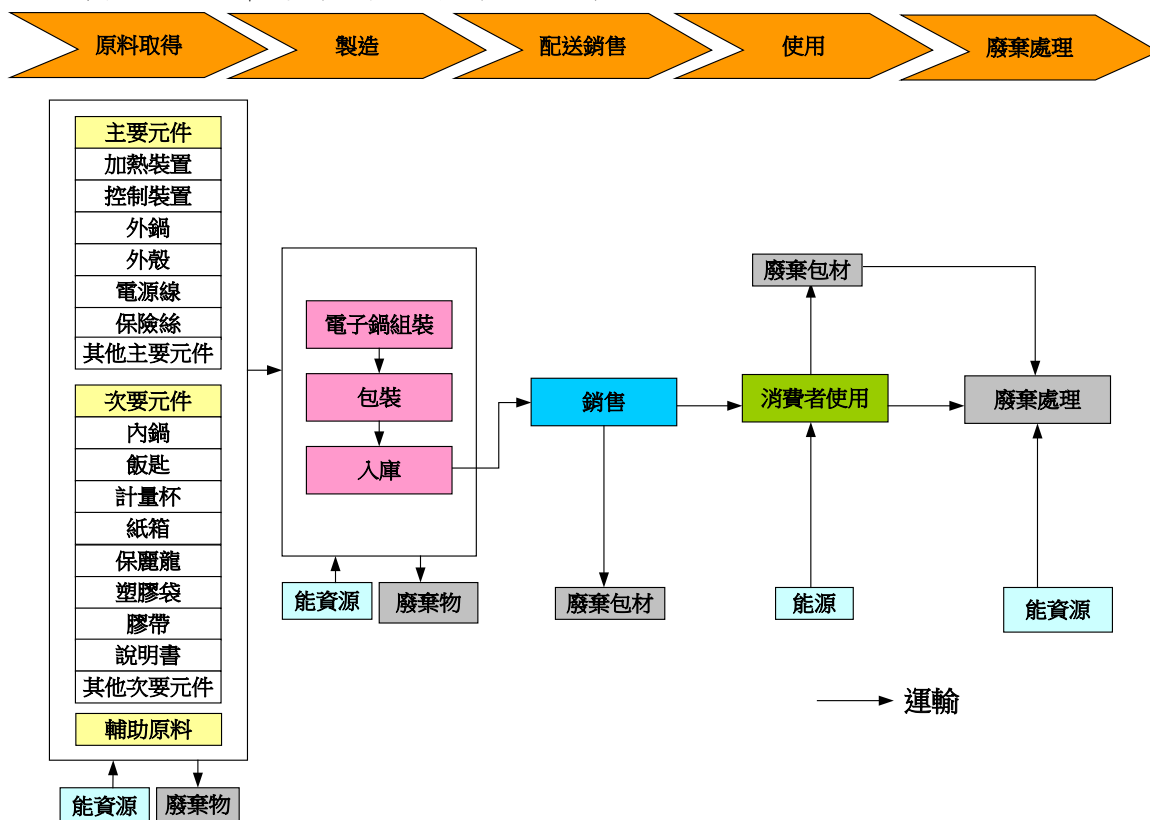 原料取得
製造
配送銷售
使用
廢棄處理
主要元件
加熱裝置
控制裝置
外鍋
外殼
電源線
保險絲
其他主要元件
次要元件
內鍋
飯匙
計量杯
紙箱
保麗龍
塑膠袋
膠帶
說明書
其他次要元件
輔助原料
能資源
廢棄物
電子鍋組裝
包裝
入庫
能資源
廢棄物
銷售
廢棄包材
廢棄包材
消費者使用
能源
廢棄處理
能資源
運輸